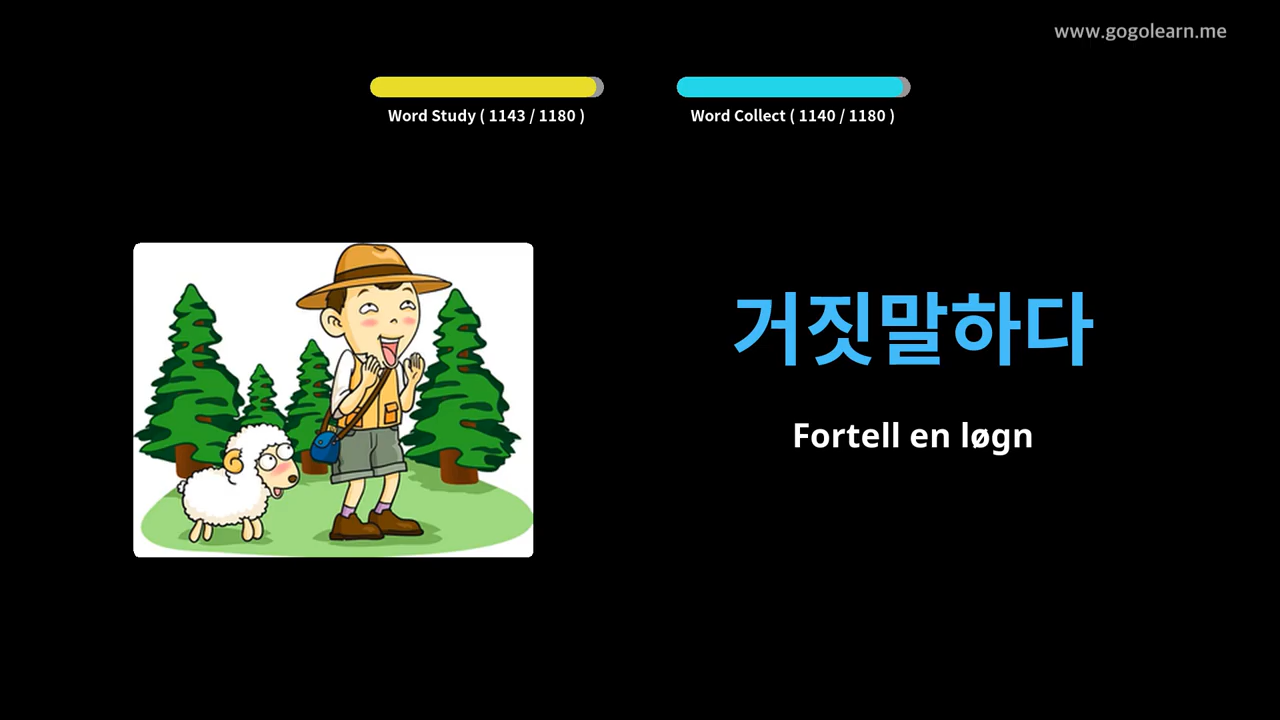 www.gogolearn.me
Word Study ( 1143 / 1180 )
Word Collect ( 1140 / 1180 )
거짓말하다
Fortell en løgn